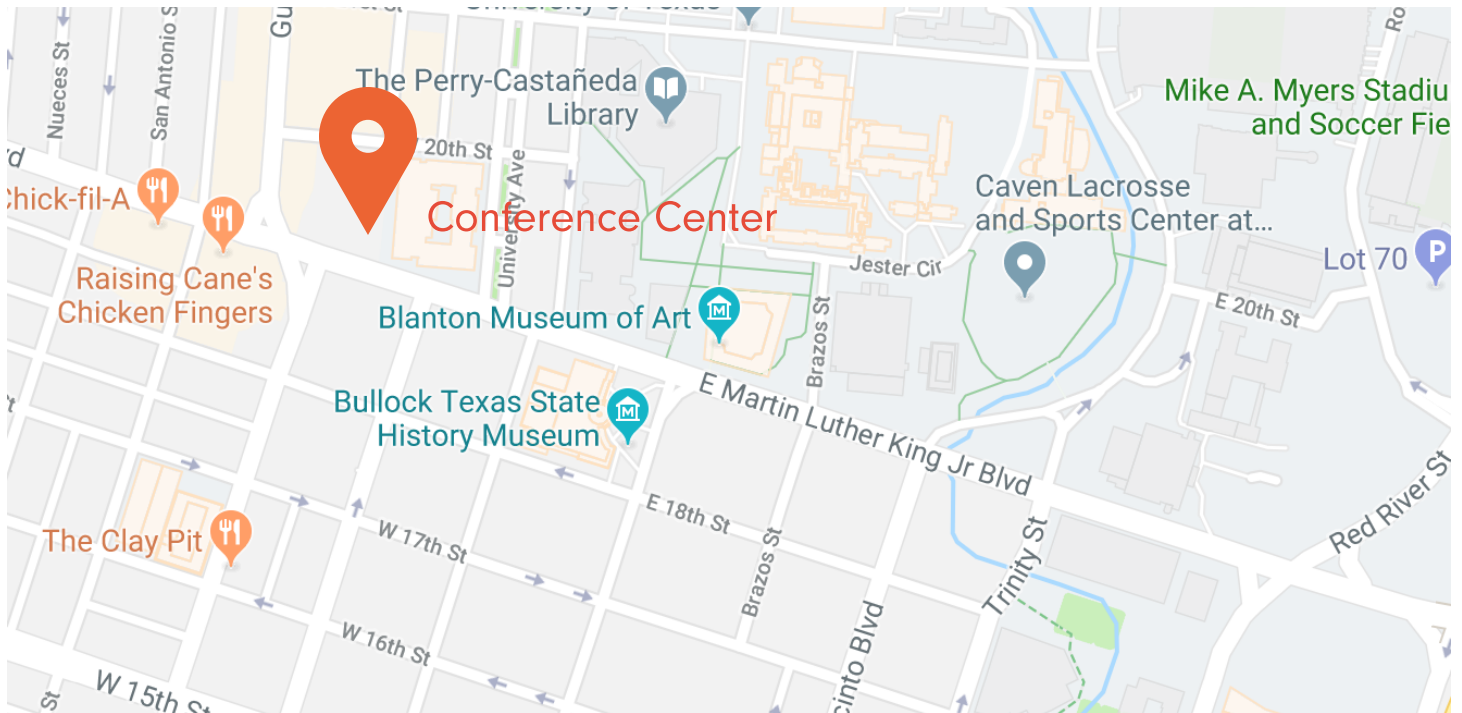 University of Texas
Gu
Nueces St
San Antonio S
The Perry-Castañeda
Library
Mike A. Myers Stadiu
and Soccer Fie
20th St
University Ave
Chick-fil-A
Conference Center
Caven Lacrosse
and Sports Center at...
Lot 70
P
Jester Cir
Raising Cane's
Chicken Fingers
Blanton Museum of Art
M
Brazos St
E 20th St
E Martin Luther King Jr Blvd
Bullock Texas State
History Museum
M
E 18th St
Red River St
The Clay Pit
W 17th St
Brazos St
Trinity St
W 16th St
cinto Blvd
W 15th St
St